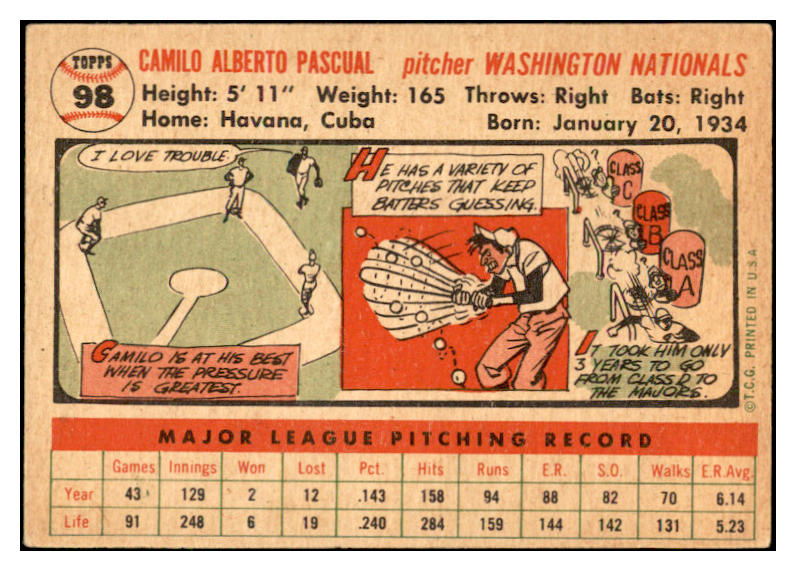 TOPPS
98
CAMILO ALBERTO PASCUAL pitcher WASHINGTON NATIONALS
Height: 5' 11" Weight: 165 Throws: Right Bats: Right
Home: Havana, Cuba Born: January 20, 1934
I LOVE TROUBLE
CAMILO IS AT HIS BEST
WHEN THE PRESSURE
IS GREATEST.
HE HAS A VARIETY OF
PITCHES THAT KEEP
BATTERS GUESSING.
CLASS
C
CLASS
B
CLASS
A
IT TOOK HIM ONLY
3 YEARS TO GO
FROM CLASS D TO
THE MAJORS.
©T.C.G. PRINTED IN U.S.A
MAJOR LEAGUE PITCHING RECORD
Games Innings Won Lost Pct. Hits Runs E.R. S.O. Walks E.R.Avg.
Year 43 129 2 12 .143 158 94 88 82 70 6.14
Life 91 248 6 19 .240 284 159 144 142 131 5.23